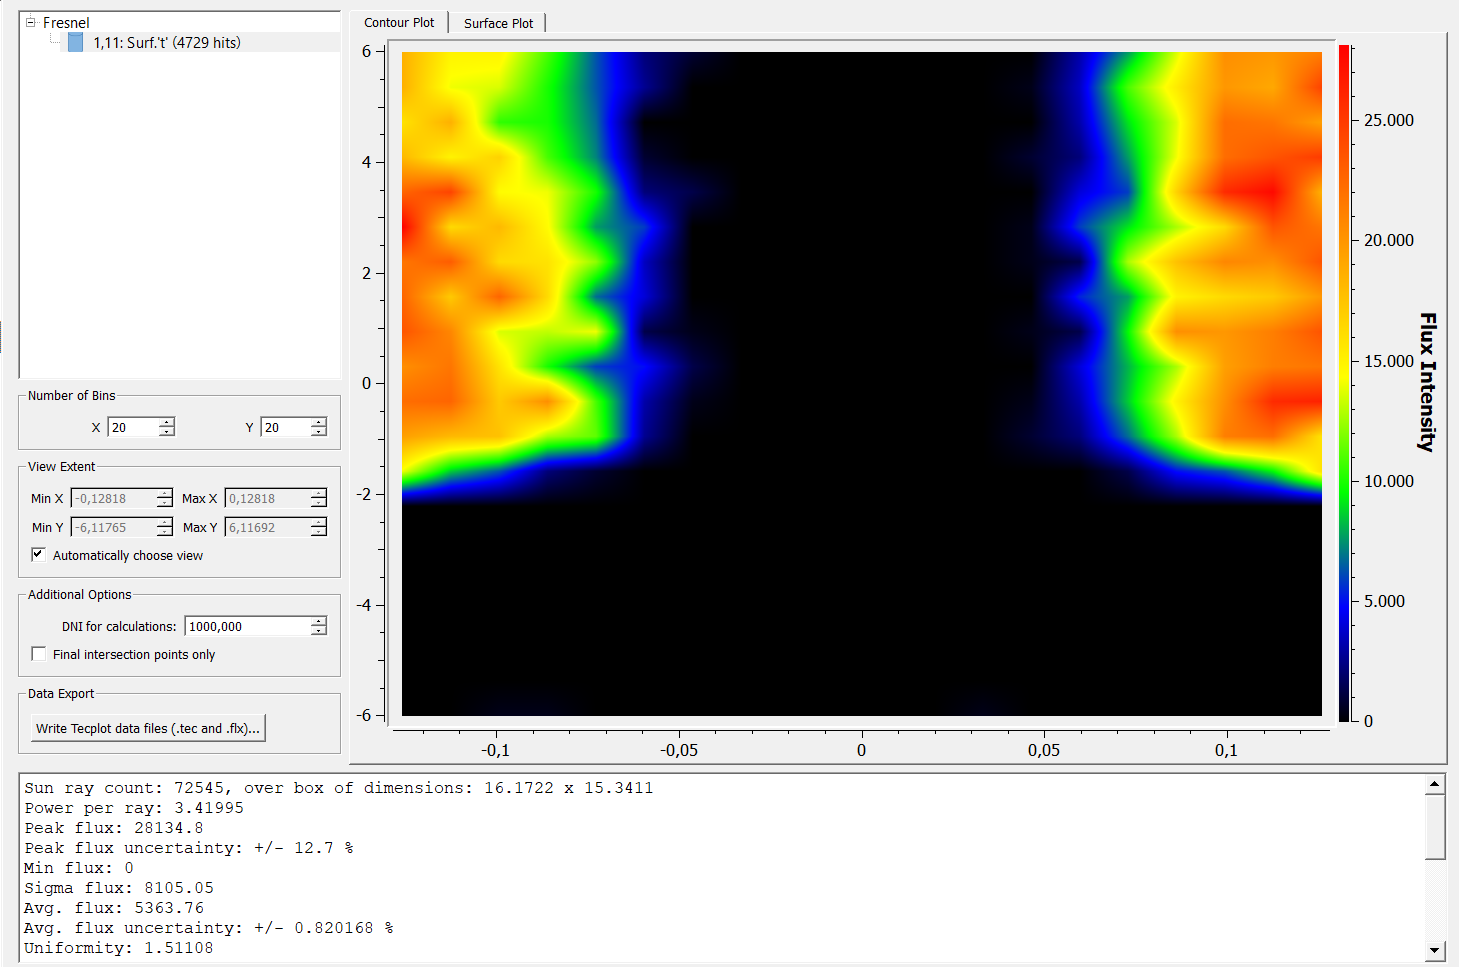 Fresnel
1,11: Surf.'t' (4729 hits)
Number of Bins
X 20 Y 20
View Extent
Min X -0,12818 Max X 0,12818
Min Y -6,11765 Max Y 6,11692
Automatically choose view
Additional Options
DNI for calculations: 1000,000
Final intersection points only
Data Export
Write Tecplot data files (.tec and .flx)...
Contour Plot Surface Plot
6
4
2
0
-2
-4
-6
-0,1 -0,05 0 0,05 0,1
25.000
20.000
15.000
10.000
5.000
0
Flux Intensity
Sun ray count: 72545, over box of dimensions: 16.1722 x 15.3411
Power per ray: 3.41995
Peak flux: 28134.8
Peak flux uncertainty: +/- 12.7 %
Min flux: 0
Sigma flux: 8105.05
Avg. flux: 5363.76
Avg. flux uncertainty: +/- 0.820168 %
Uniformity: 1.51108